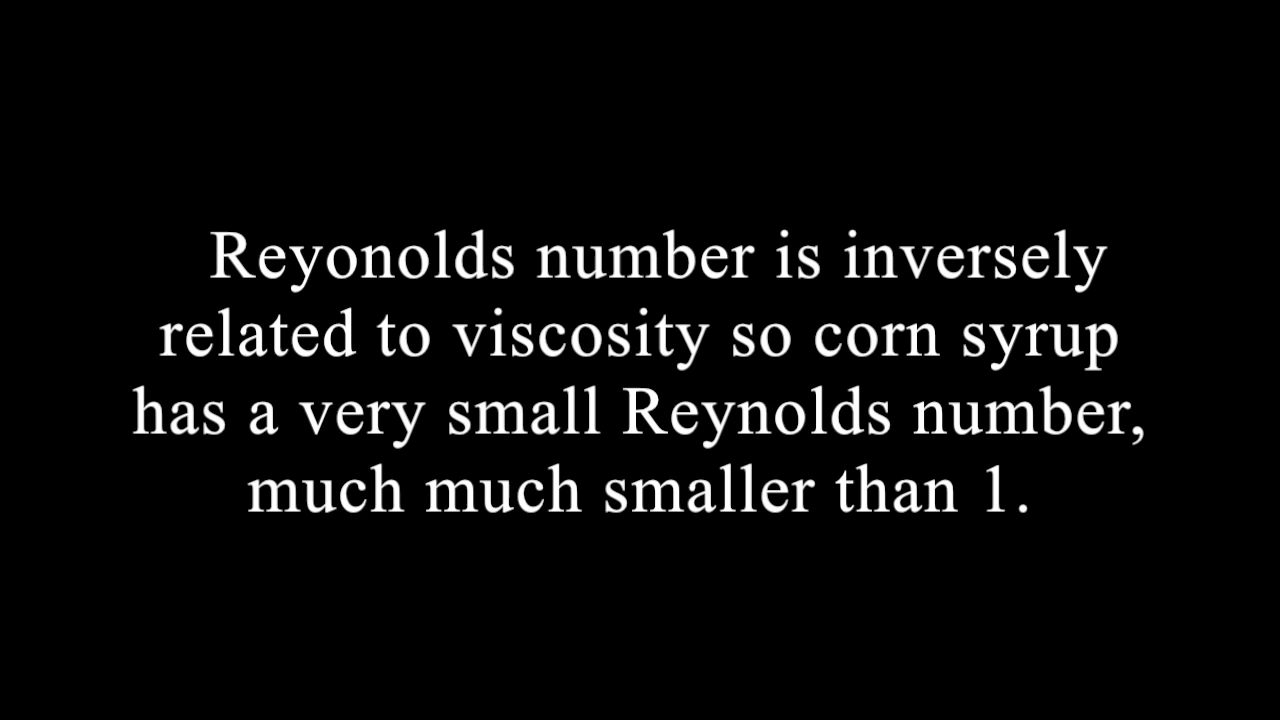 Reyonolds number is inversely
related to viscosity so corn syrup
has a very small Reynolds number,
much much smaller than 1.